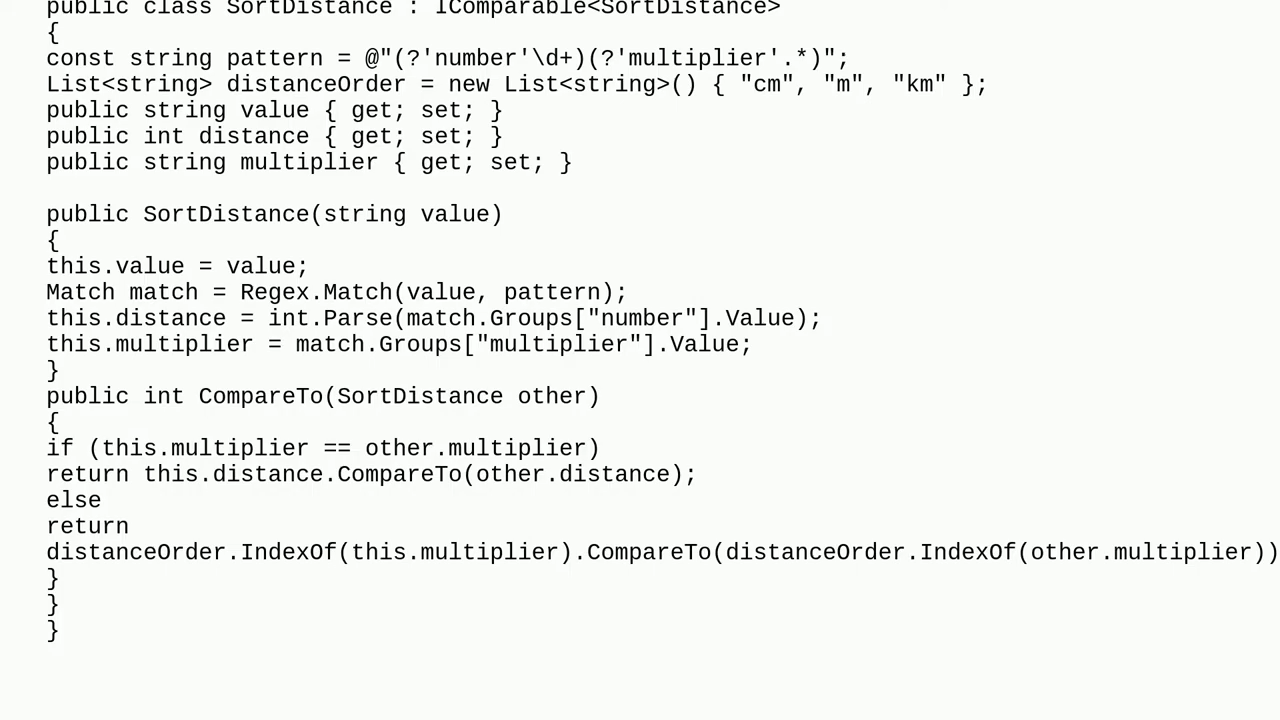 public class SortDistance : IComparable<SortDistance>
{
const string pattern = @"(?'number'\d+)(?'multiplier'.*)";
List<string> distanceOrder = new List<string>() { "cm", "m", "km" };
public string value { get; set; }
public int distance { get; set; }
public string multiplier { get; set; }
public SortDistance(string value)
{
this.value = value;
Match match = Regex.Match(value, pattern);
this.distance = int.Parse(match.Groups["number"].Value);
this.multiplier = match.Groups["multiplier"].Value;
}
public int CompareTo(SortDistance other)
{
if (this.multiplier == other.multiplier)
return this.distance.CompareTo(other.distance);
else
return
distanceOrder.IndexOf(this.multiplier).CompareTo(distanceOrder.IndexOf(other.multiplier))
}
}
}